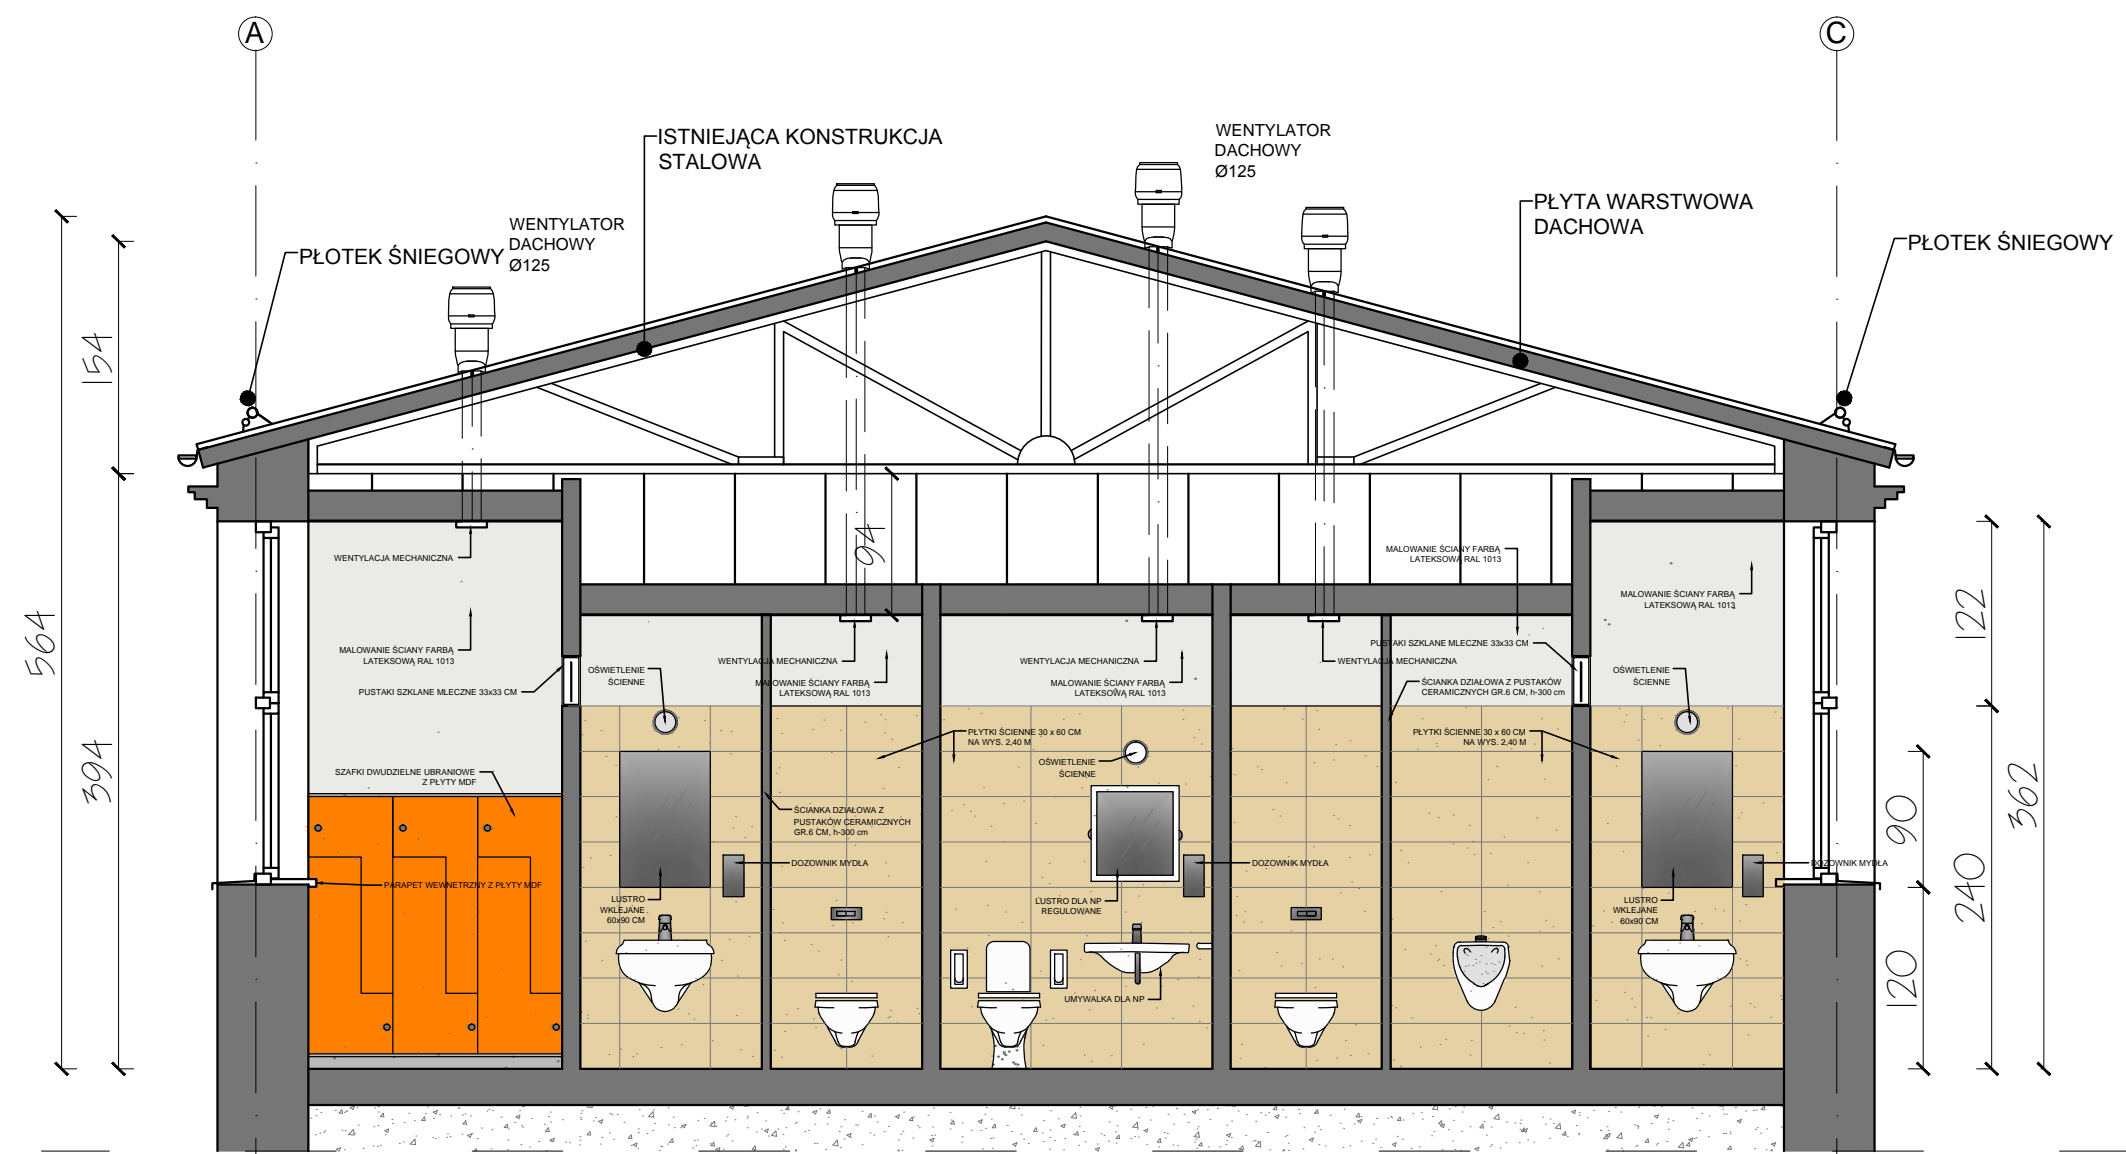 A
C
ISTNIEJĄCA KONSTRUKCJA
STALOWA
WENTYLATOR
DACHOWY
Ø125
PŁYTA WARSTWOWA
DACHOWA
PŁOTEK ŚNIEGOWY
WENTYLATOR
DACHOWY
Ø125
PŁOTEK ŚNIEGOWY
154
564
394
94
WENTYLACJA MECHANICZNA
MALOWANIE ŚCIANY FARBĄ
LATEKSOWĄ RAL 1013
PUSTAKI SZKLANE MLECZNE 33x33 CM
SZAFKI DWUDZIELNE UBRANIOWE
Z PŁYTY MDF
PARAPET WEWNETRZNY Z PŁYTY MDF
OŚWIETLENIE
ŚCIENNE
LUSTRO
WKLEJANE
60x90 CM
DOZOWNIK MYDŁA
WENTYLACJA MECHANICZNA
MALOWANIE ŚCIANY FARBĄ
LATEKSOWĄ RAL 1013
ŚCIANKA DZIAŁOWA Z
PUSTAKÓW CERAMICZNYCH
GR.6 CM, h-300 cm
PŁYTKI ŚCIENNE 30 x 60 CM
NA WYS. 2,40 M
WENTYLACJA MECHANICZNA
MALOWANIE ŚCIANY FARBĄ
LATEKSOWĄ RAL 1013
OŚWIETLENIE
ŚCIENNE
LUSTRO DLA NP
REGULOWANE
UMYWALKA DLA NP
DOZOWNIK MYDŁA
WENTYLACJA MECHANICZNA
MALOWANIE ŚCIANY FARBĄ
LATEKSOWĄ RAL 1013
PUSTAKI SZKLANE MLECZNE 33x33 CM
ŚCIANKA DZIAŁOWA Z PUSTAKÓW
CERAMICZNYCH GR.6 CM, h-300 cm
PŁYTKI ŚCIENNE 30 x 60 CM
NA WYS. 2,40 M
MALOWANIE ŚCIANY FARBĄ
LATEKSOWĄ RAL 1013
OŚWIETLENIE
ŚCIENNE
LUSTRO
WKLEJANE
60x90 CM
DOZOWNIK MYDŁA
122
362
90
240
120